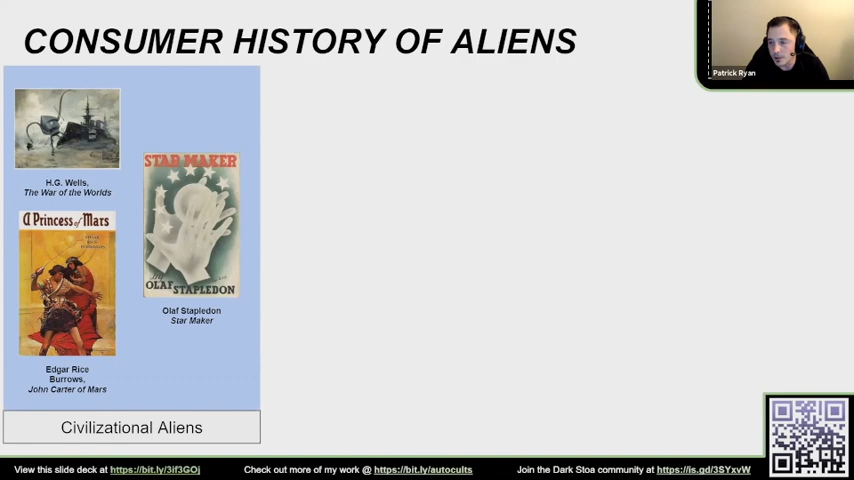 CONSUMER HISTORY OF ALIENS
Patrick Ryan
H.G. Wells,
The War of the Worlds
A Princess of Mars
Edgar Rice
Burrows,
John Carter of Mars
STAR MAKER
OLAF STAPLEDON
Olaf Stapledon
Star Maker
Civilizational Aliens
View this slide deck at https://bit.ly/3if3GOj
Check out more of my work @ https://bit.ly/autocults
Join the Dark Stoa community at https://is.gd/3SYxvW